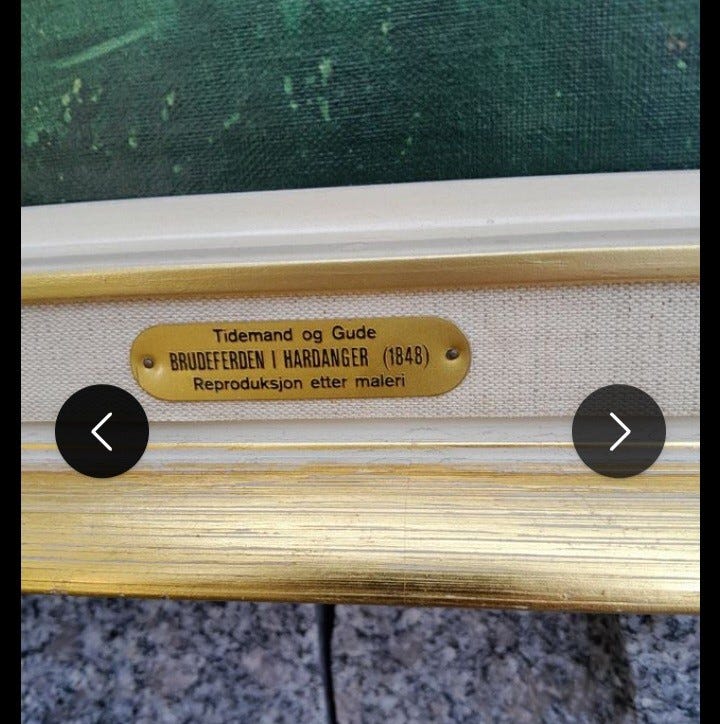 Tidemand og Gude
BRUDEFERDEN I HARDANGER (1848)
Reproduksjon etter maleri